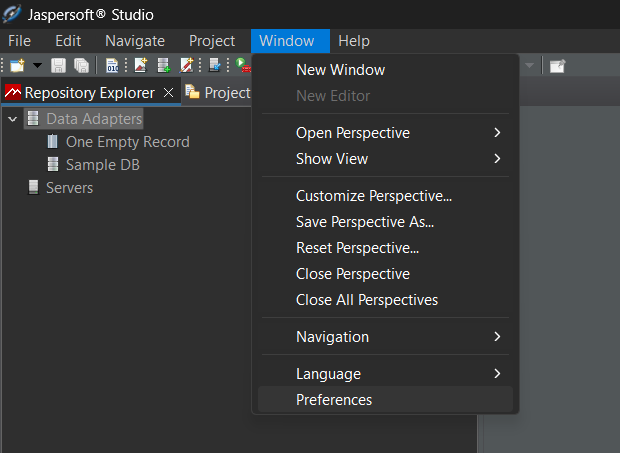 Jaspersoft® Studio
File Edit Navigate Project Window Help
010
Repository Explorer Project
Data Adapters
One Empty Record
Sample DB
Servers
New Window
New Editor
Open Perspective
Show View
Customize Perspective...
Save Perspective As...
Reset Perspective...
Close Perspective
Close All Perspectives
Navigation
Language
Preferences